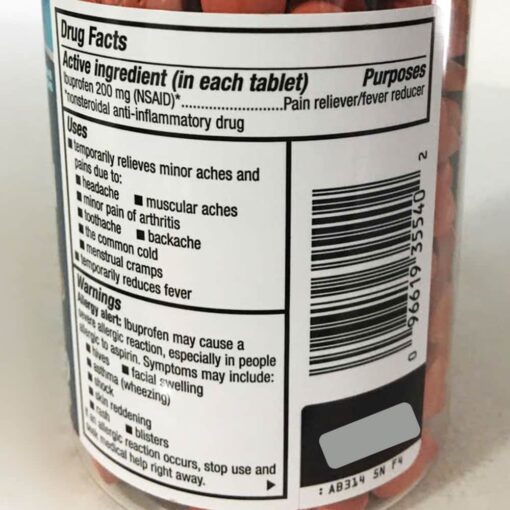 Drug Facts
Active ingredient (in each tablet) Purposes
Ibuprofen 200 mg (NSAID)*..............................Pain reliever/fever reducer
*nonsteroidal anti-inflammatory drug
Uses
■ temporarily relieves minor aches and
pains due to:
■ headache ■ muscular aches
■ minor pain of arthritis
■ toothache ■ backache
■ the common cold
■ menstrual cramps
■ temporarily reduces fever
Warnings
Allergy alert: Ibuprofen may cause a
severe allergic reaction, especially in people
allergic to aspirin. Symptoms may include:
■ hives ■ facial swelling
■ asthma (wheezing)
■ shock
■ skin reddening
■ rash ■ blisters
If an allergic reaction occurs, stop use and
seek medical help right away.
0 96619 35540 2
: AB314 5N F4